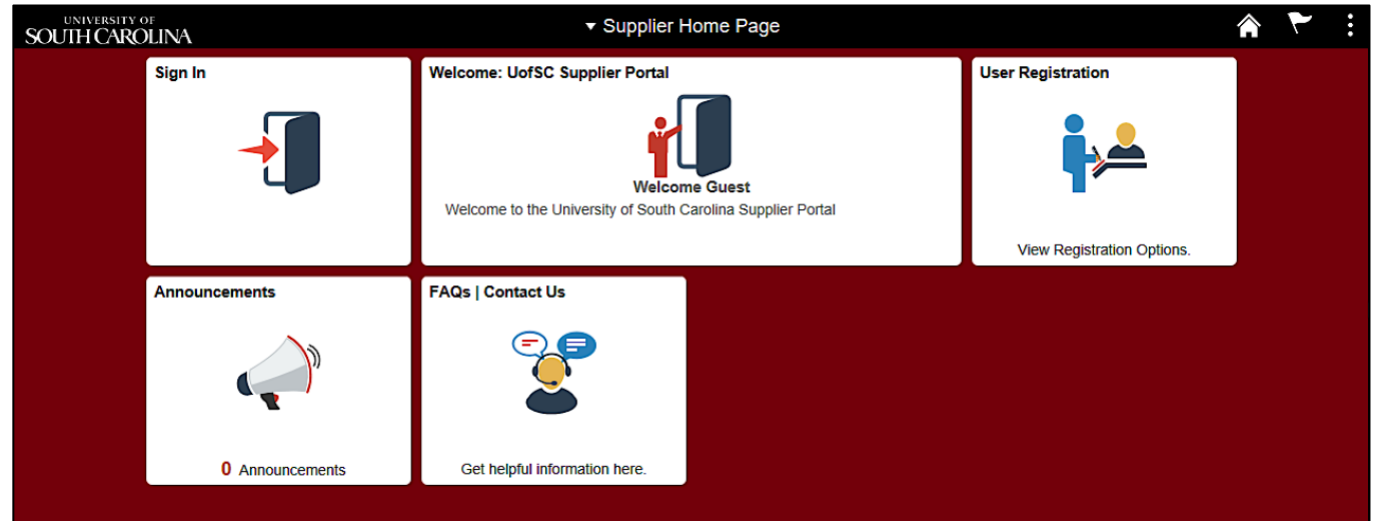 UNIVERSITY OF
SOUTH CAROLINA
Supplier Home Page
Sign In
Welcome: UofSC Supplier Portal
Welcome Guest
Welcome to the University of South Carolina Supplier Portal
User Registration
View Registration Options.
Announcements
0 Announcements
FAQs | Contact Us
Get helpful information here.